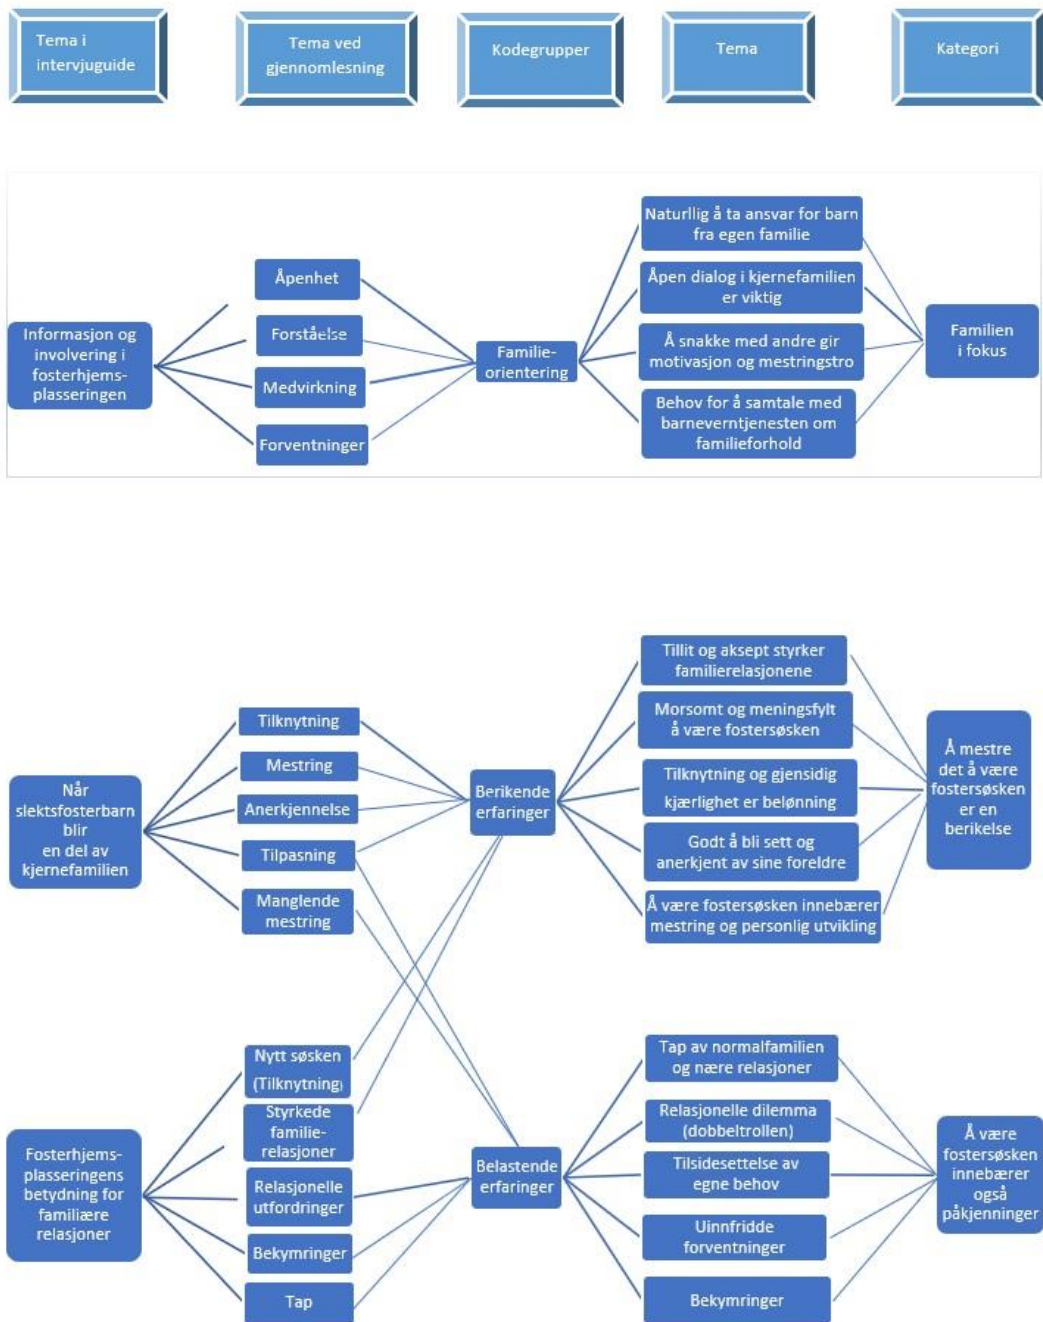 Tema i
intervjuguide
Tema ved
gjennomlesning
Kodegrupper
Tema
Kategori
Informasjon og
involvering i
fosterhjems-
plasseringen
Åpenhet
Forståelse
Medvirkning
Forventninger
Familie-
orientering
Naturllig å ta ansvar for barn
fra egen familie
Åpen dialog i kjernefamilien
er viktig
Å snakke med andre gir
motivasjon og mestringstro
Behov for å samtale med
barneverntjenesten om
familieforhold
Familien
i fokus
Når
slektsfosterbarn
blir
en del av
kjernefamilien
Tilknytning
Mestring
Anerkjennelse
Tilpasning
Manglende
mestring
Berikende
erfaringer
Tillit og aksept styrker
familierelasjonene
Morsomt og meningsfylt
å være fostersøsken
Tilknytning og gjensidig
kjærlighet er belønning
Godt å bli sett og
anerkjent av sine foreldre
Å være fostersøsken innebærer
mestring og personlig utvikling
Å mestre
det å være
fostersøsken
er en
berikelse
Fosterhjems-
plasseringens
betydning for
familiære
relasjoner
Nytt søsken
(Tilknytning)
Styrkede
familie-
relasjoner
Relasjonelle
utfordringer
Bekymringer
Tap
Belastende
erfaringer
Tap av normalfamilien
og nære relasjoner
Relasjonelle dilemma
(dobbeltrollen)
Tilsidesettelse av
egne behov
Uinnfridde
forventninger
Bekymringer
Å være
fostersøsken
innebærer
også
påkjenninger